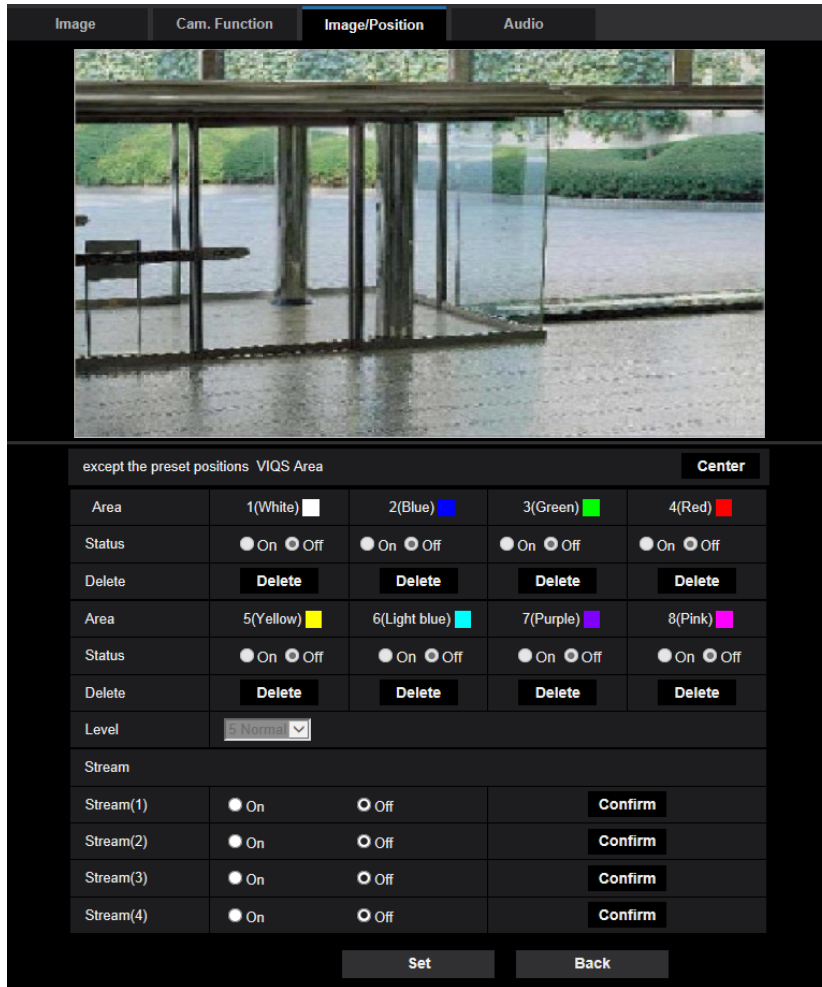 Image Cam. Function Image/Position Audio
except the preset positions VIQS Area Center
Area 1(White) 2(Blue) 3(Green) 4(Red)
Status On Off On Off On Off On Off
Delete Delete Delete Delete Delete
Area 5(Yellow) 6(Light blue) 7(Purple) 8(Pink)
Status On Off On Off On Off On Off
Delete Delete Delete Delete Delete
Level 5 Normal
Stream
Stream(1) On Off Confirm
Stream(2) On Off Confirm
Stream(3) On Off Confirm
Stream(4) On Off Confirm
Set Back